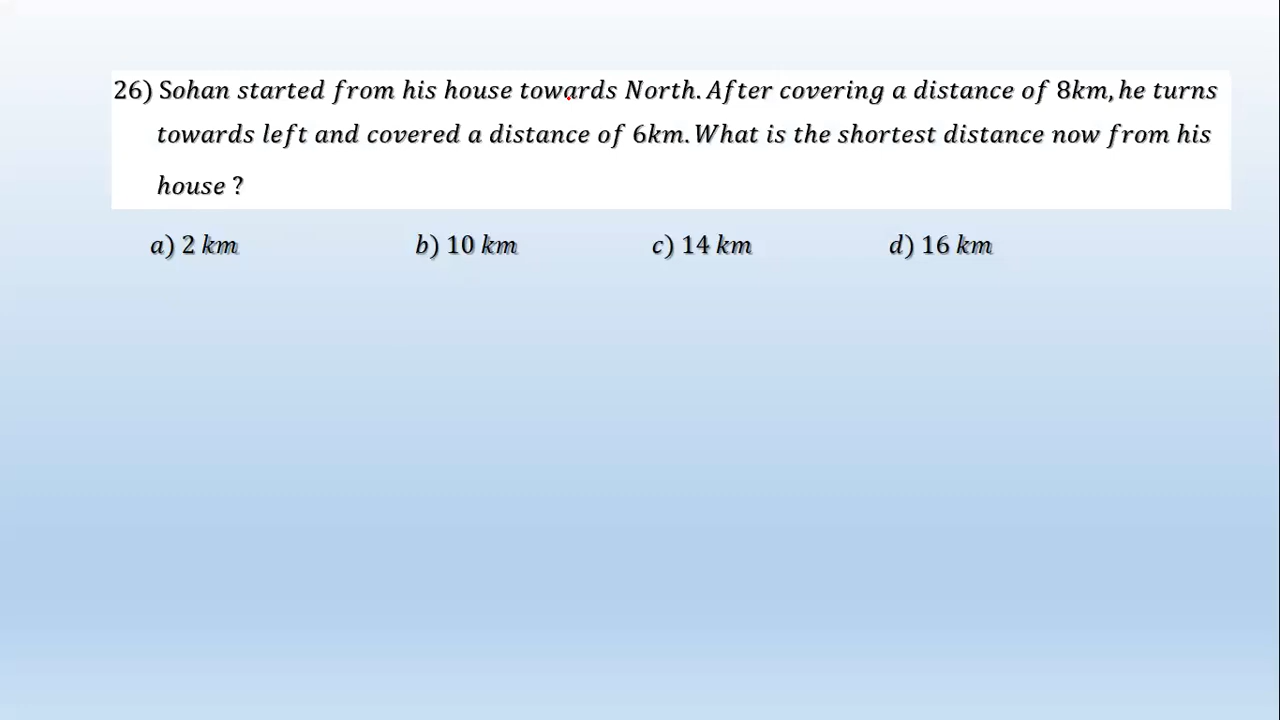 26) Sohan started from his house towards North. After covering a distance of 8km, he turns
towards left and covered a distance of 6km. What is the shortest distance now from his
house ?
a) 2 km b) 10 km c) 14 km d) 16 km